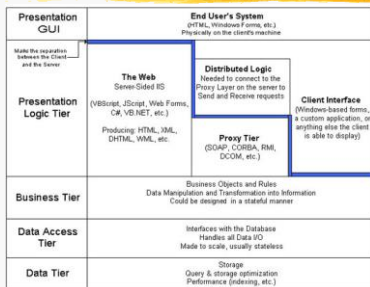 Presentation
GUI
End User's System
(HTML, Windows Forms, etc.)
Physically on the client's machine
Marks the separation
between the Client
and the Server
Presentation
Logic Tier
The Web
Server-Sided IIS
(VBScript, JScript, Web Forms,
C#, VB.NET, etc.)
Producing: HTML, XML,
DHTML, WML, etc.
Distributed Logic
Needed to connect to the
Proxy Layer on the server to
Send and Receive requests
Proxy Tier
(SOAP, CORBA, RMI,
DCOM, etc.)
Client Interface
(Windows-based forms,
a custom application, or
anything else the client
is able to display)
Business Tier
Business Objects and Rules
Data Manipulation and Transformation into Information
Could be designed in a stateful manner
Data Access
Tier
Interfaces with the Database
Handles all Data I/O
Made to scale, usually stateless
Data Tier
Storage
Query & storage optimization
Performance (indexing, etc.)